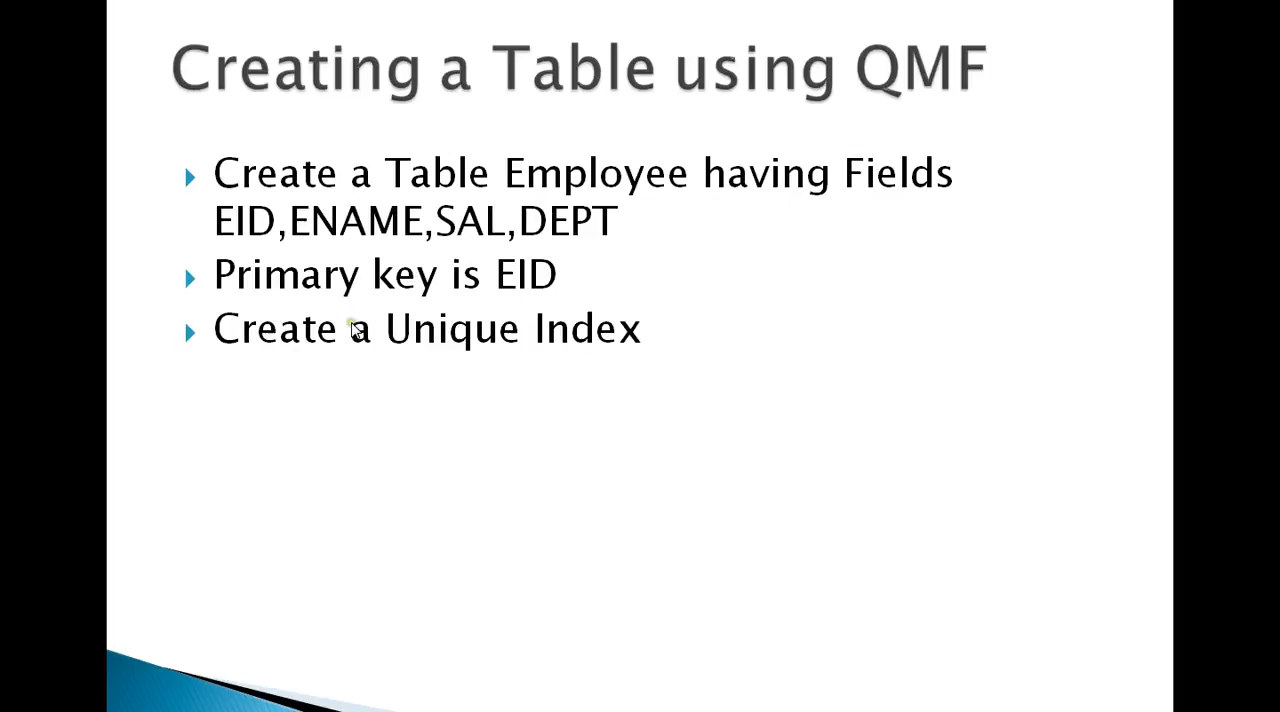 Creating a Table using QMF
Create a Table Employee having Fields
EID,ENAME,SAL,DEPT
Primary key is EID
Create a Unique Index